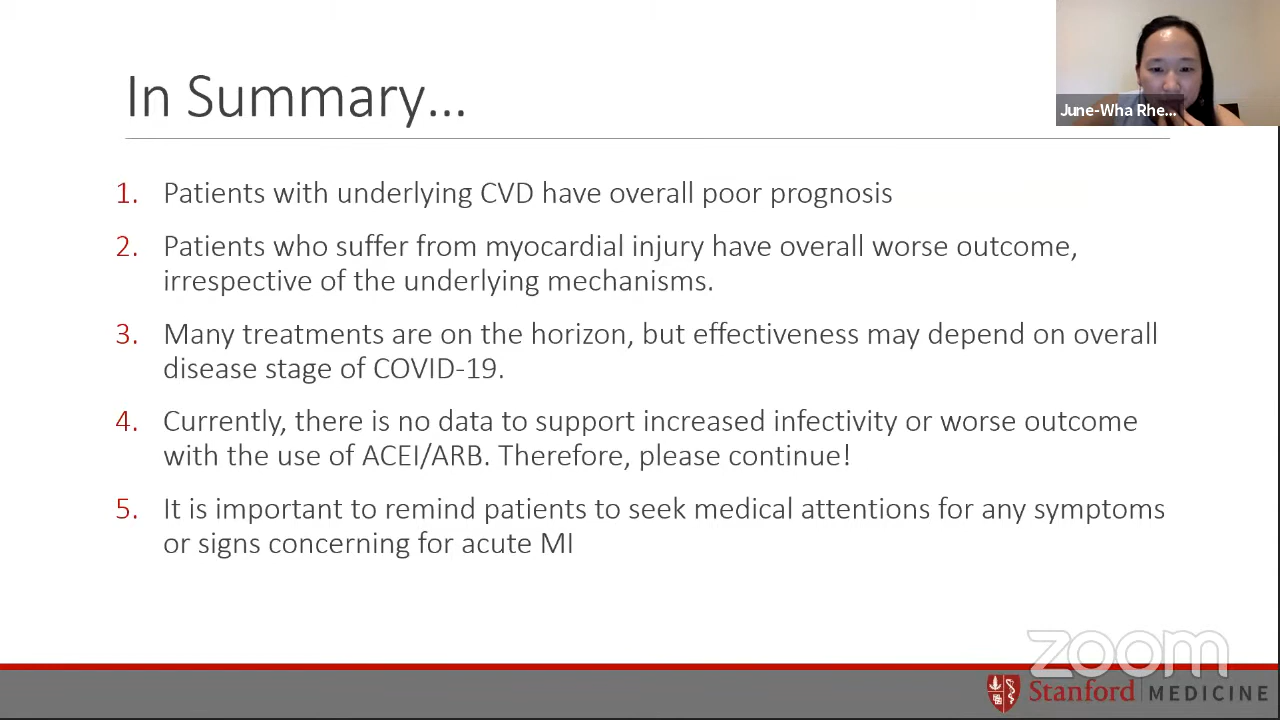 In Summary...
June-Wha Rhe...
1. Patients with underlying CVD have overall poor prognosis
2. Patients who suffer from myocardial injury have overall worse outcome,
irrespective of the underlying mechanisms.
3. Many treatments are on the horizon, but effectiveness may depend on overall
disease stage of COVID-19.
4. Currently, there is no data to support increased infectivity or worse outcome
with the use of ACEI/ARB. Therefore, please continue!
5. It is important to remind patients to seek medical attentions for any symptoms
or signs concerning for acute MI
zoom
Stanford MEDICINE